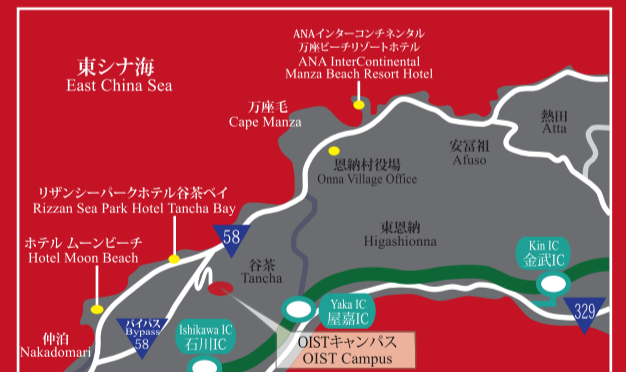 ANAインターコンチネンタル
万座ビーチリゾートホテル
ANA InterContinental
Manza Beach Resort Hotel
東シナ海
East China Sea
万座毛
Cape Manza
熱田
Atta
安冨祖
Afuso
恩納村役場
Onna Village Office
リザンシーパークホテル谷茶ベイ
Rizzan Sea Park Hotel Tancha Bay
東恩納
Higashionna
58
ホテル ムーンビーチ
Hotel Moon Beach
Kin IC
金武IC
谷茶
Tancha
Yaka IC
屋嘉IC
329
バイパス
Bypass
58
Ishikawa IC
石川IC
仲泊
Nakadomari
OISTキャンパス
OIST Campus